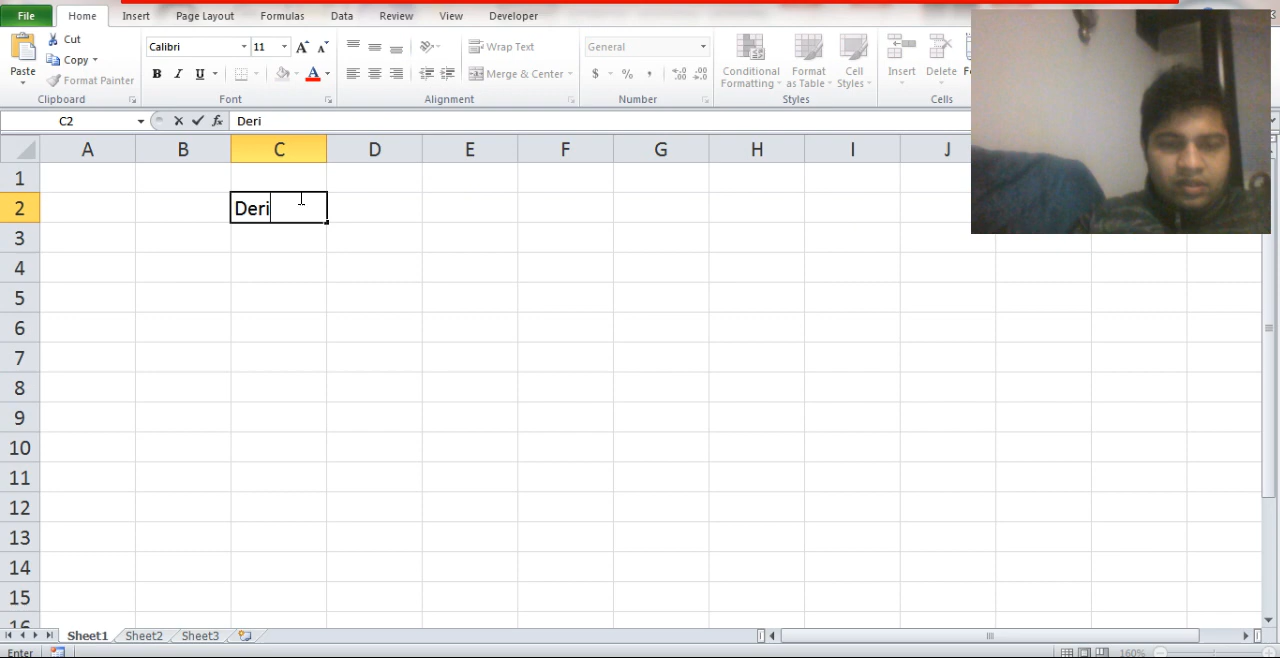 File Home Insert Page Layout Formulas Data Review View Developer
Cut
Copy
Format Painter
Paste
Clipboard
Calibri 11
B I U
Font
Wrap Text
Merge & Center
Alignment
General
$ % ,
Number
Conditional Formatting
Format as Table
Cell Styles
Styles
Insert Delete
Cells
C2 fx Deri
A B C D E F G H I J
1
2 Deri
3
4
5
6
7
8
9
10
11
12
13
14
15
16
Sheet1 Sheet2 Sheet3
Enter 160%